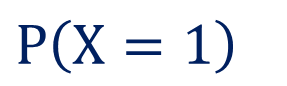 P(X = 1)